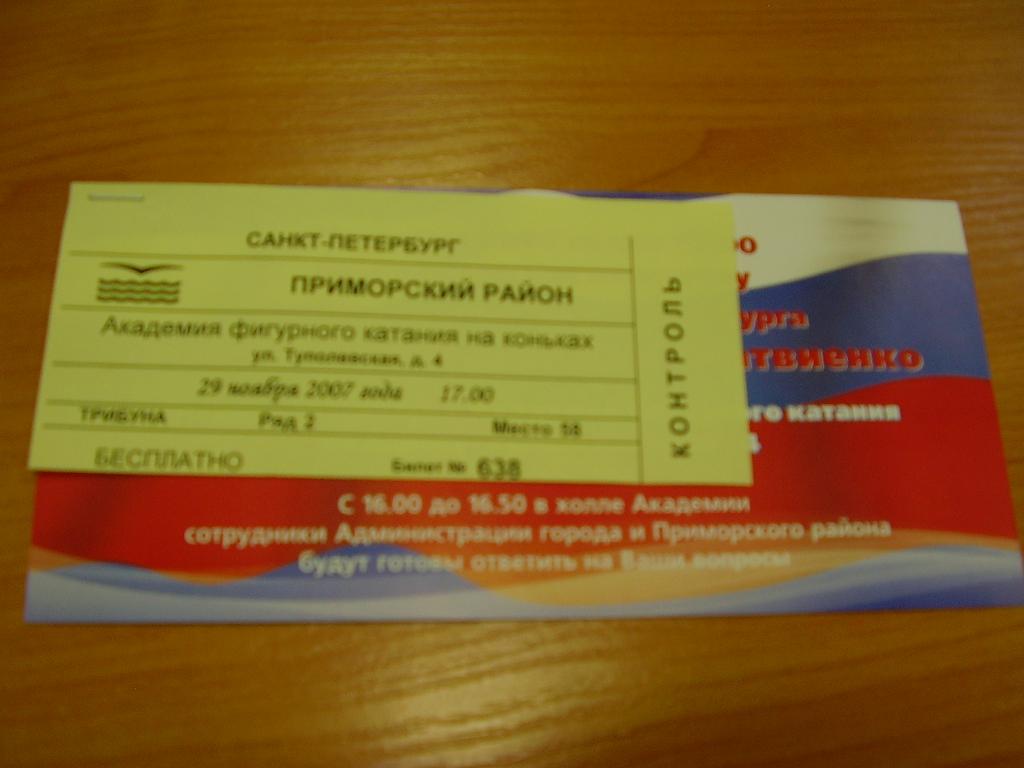 САНКТ-ПЕТЕРБУРГ
ПРИМОРСКИЙ РАЙОН
Академия фигурного катания на коньках
ул. Туполевская, д. 4
29 ноября 2007 года 17.00
ТРИБУНА Ряд 2 Место 58
БЕСПЛАТНО Билет № 638
КОНТРОЛЬ
урга
твиенко
го катания
С 16.00 до 16.50 в холле Академии
сотрудники Администрации города и Приморского района
будут готовы ответить на Ваши вопросы